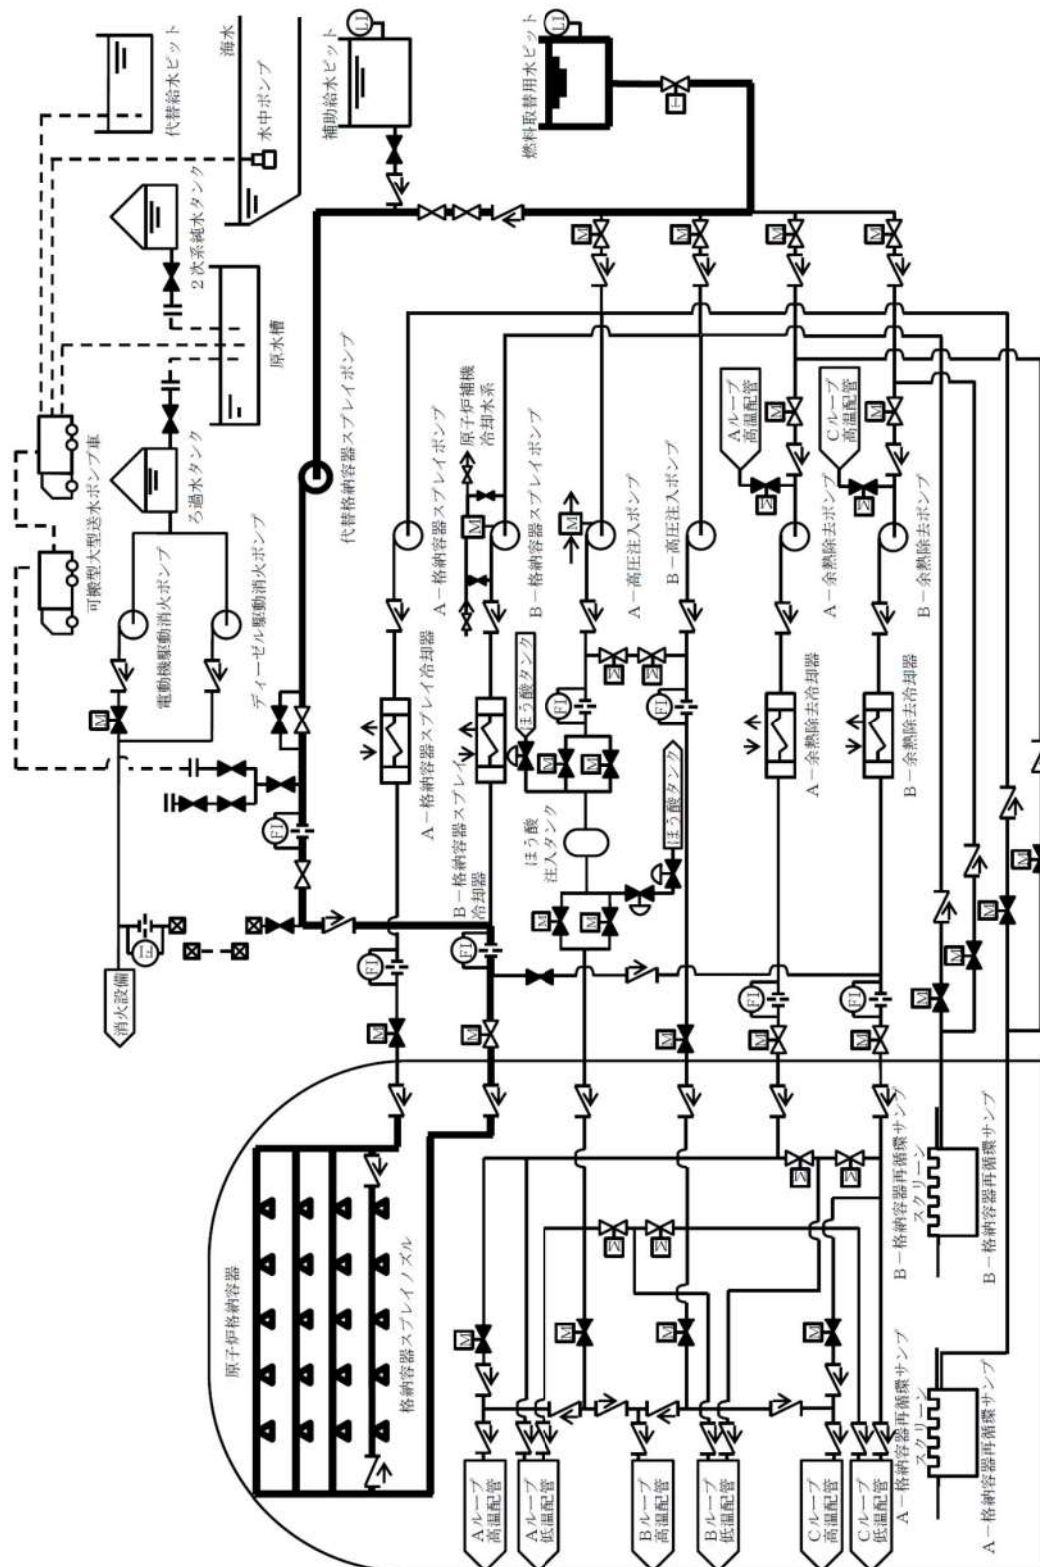 代替給水ピット
海水
水中ポンプ
補助給水ピット
LI
燃料取替用水ピット
LI
2次系純水タンク
原水槽
可搬型大型送水ポンプ車
ろ過水タンク
電動機駆動消火ポンプ
ディーゼル駆動消火ポンプ
代替格納容器スプレイポンプ
A-格納容器スプレイポンプ
原子炉補機
冷却水系
B-格納容器スプレイポンプ
A-高圧注入ポンプ
B-高圧注入ポンプ
Aループ
高温配管
Cループ
高温配管
A-余熱除去ポンプ
B-余熱除去ポンプ
A-格納容器スプレイ冷却器
B-格納容器スプレイ
冷却器
ほう酸タンク
ほう酸
注入タンク
ほう酸タンク
A-余熱除去冷却器
B-余熱除去冷却器
M
FI
消火設備
原子炉格納容器
格納容器スプレイノズル
B-格納容器再循環サンプ
スクリーン
B-格納容器再循環サンプ
A-格納容器再循環サンプ
スクリーン
A-格納容器再循環サンプ
Aループ
高温配管
Aループ
低温配管
Bループ
高温配管
Bループ
低温配管
Cループ
高温配管
Cループ
低温配管